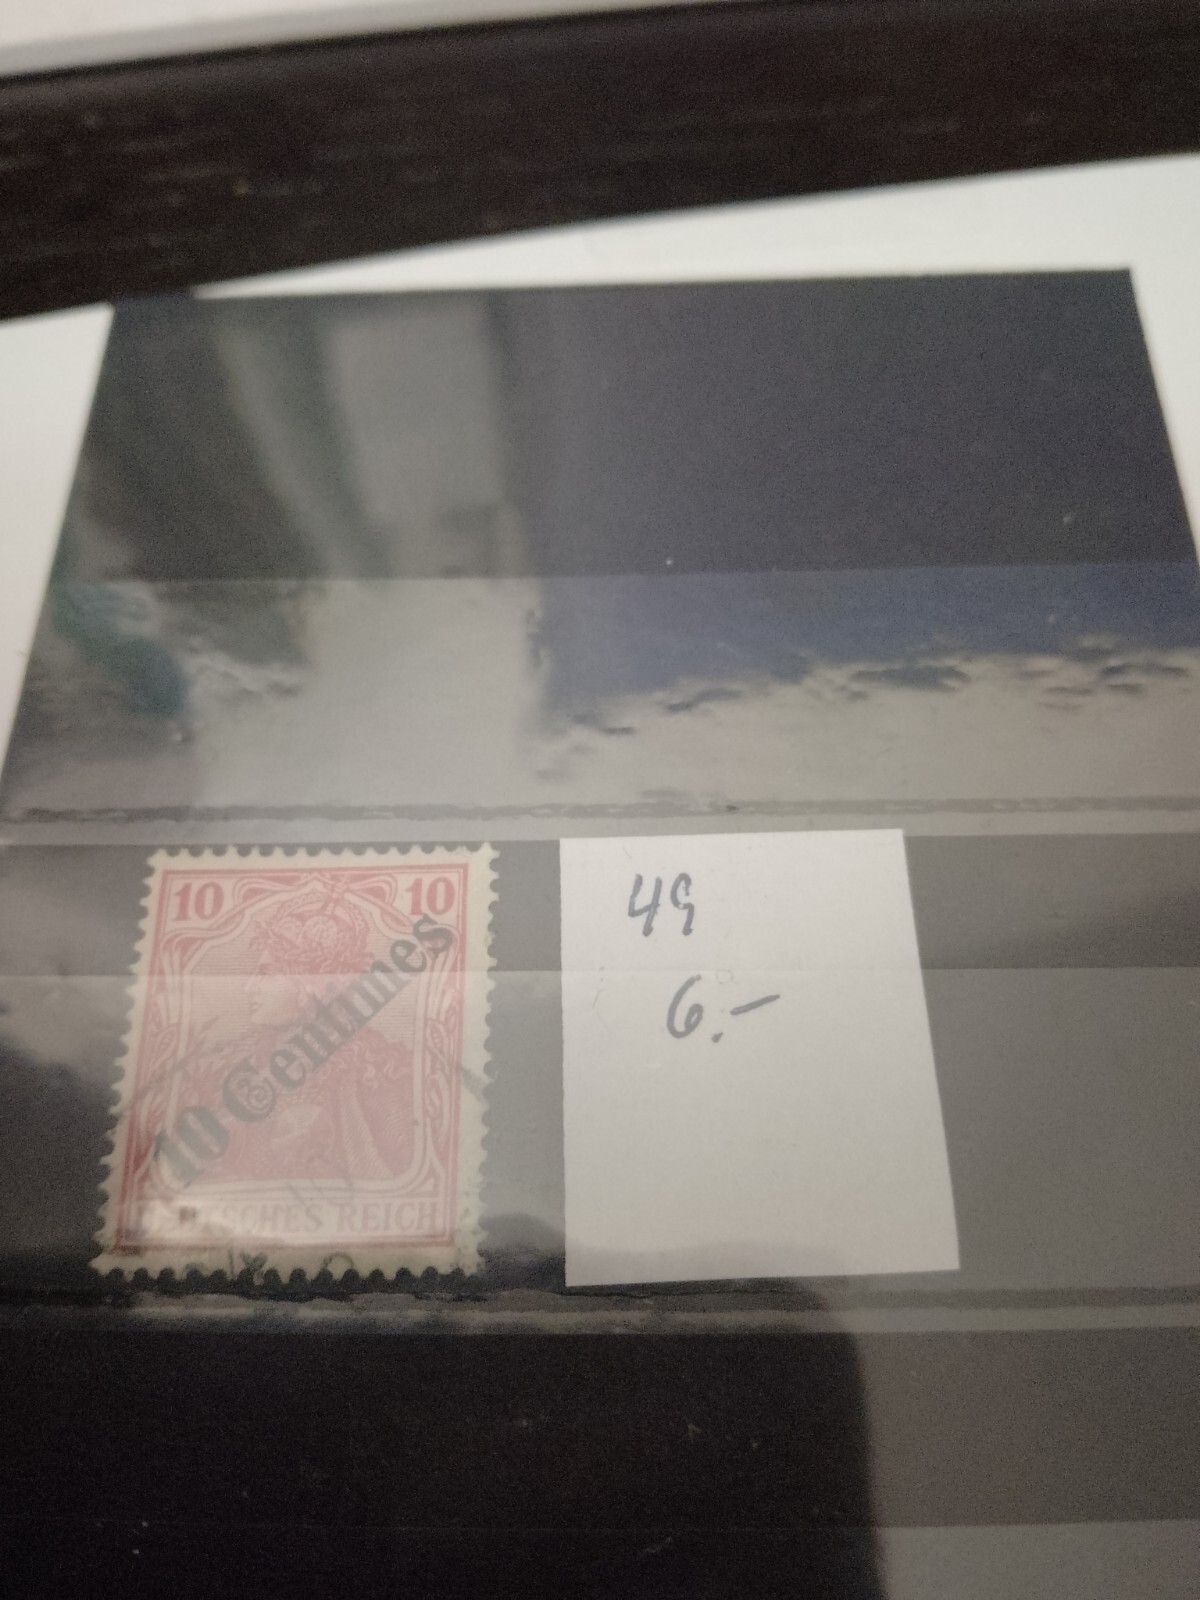 10 10
10 Centimes
DEUTSCHES REICH
49
6.-